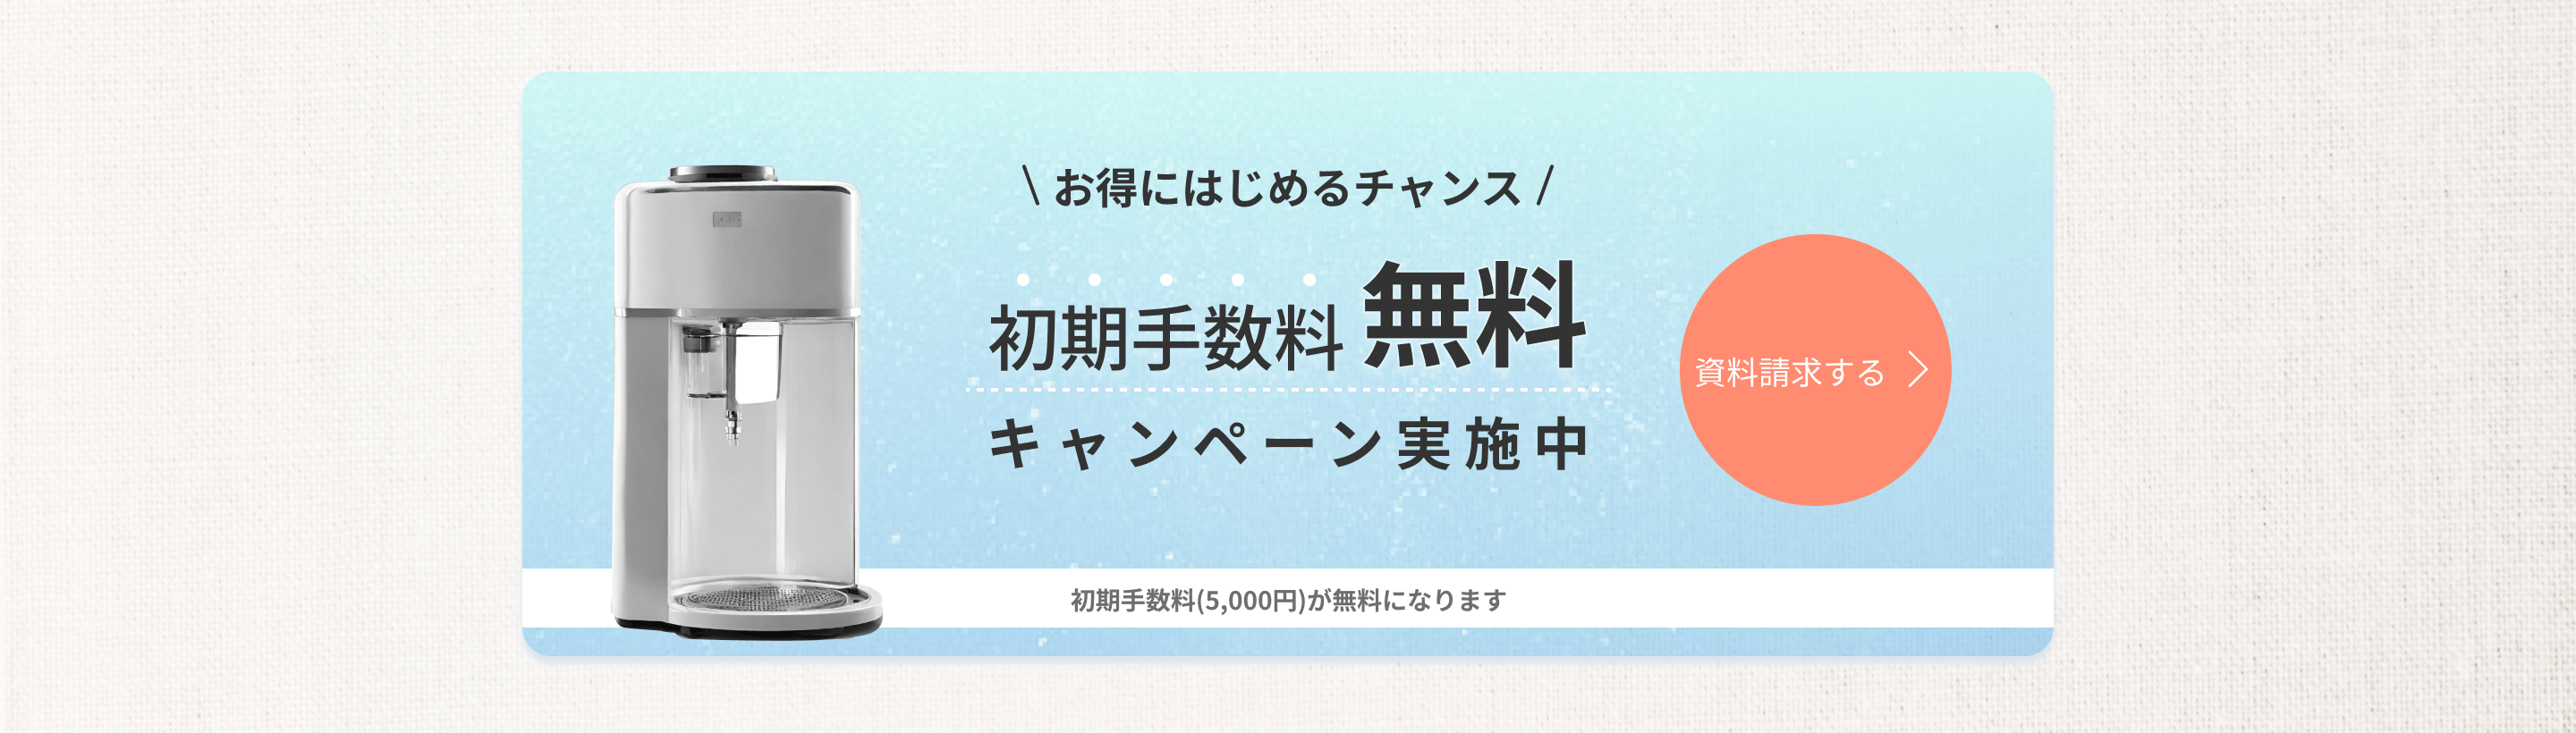 \ お得にはじめるチャンス /
初期手数料 無料
キャンペーン実施中
資料請求する
初期手数料(5,000円)が無料になります